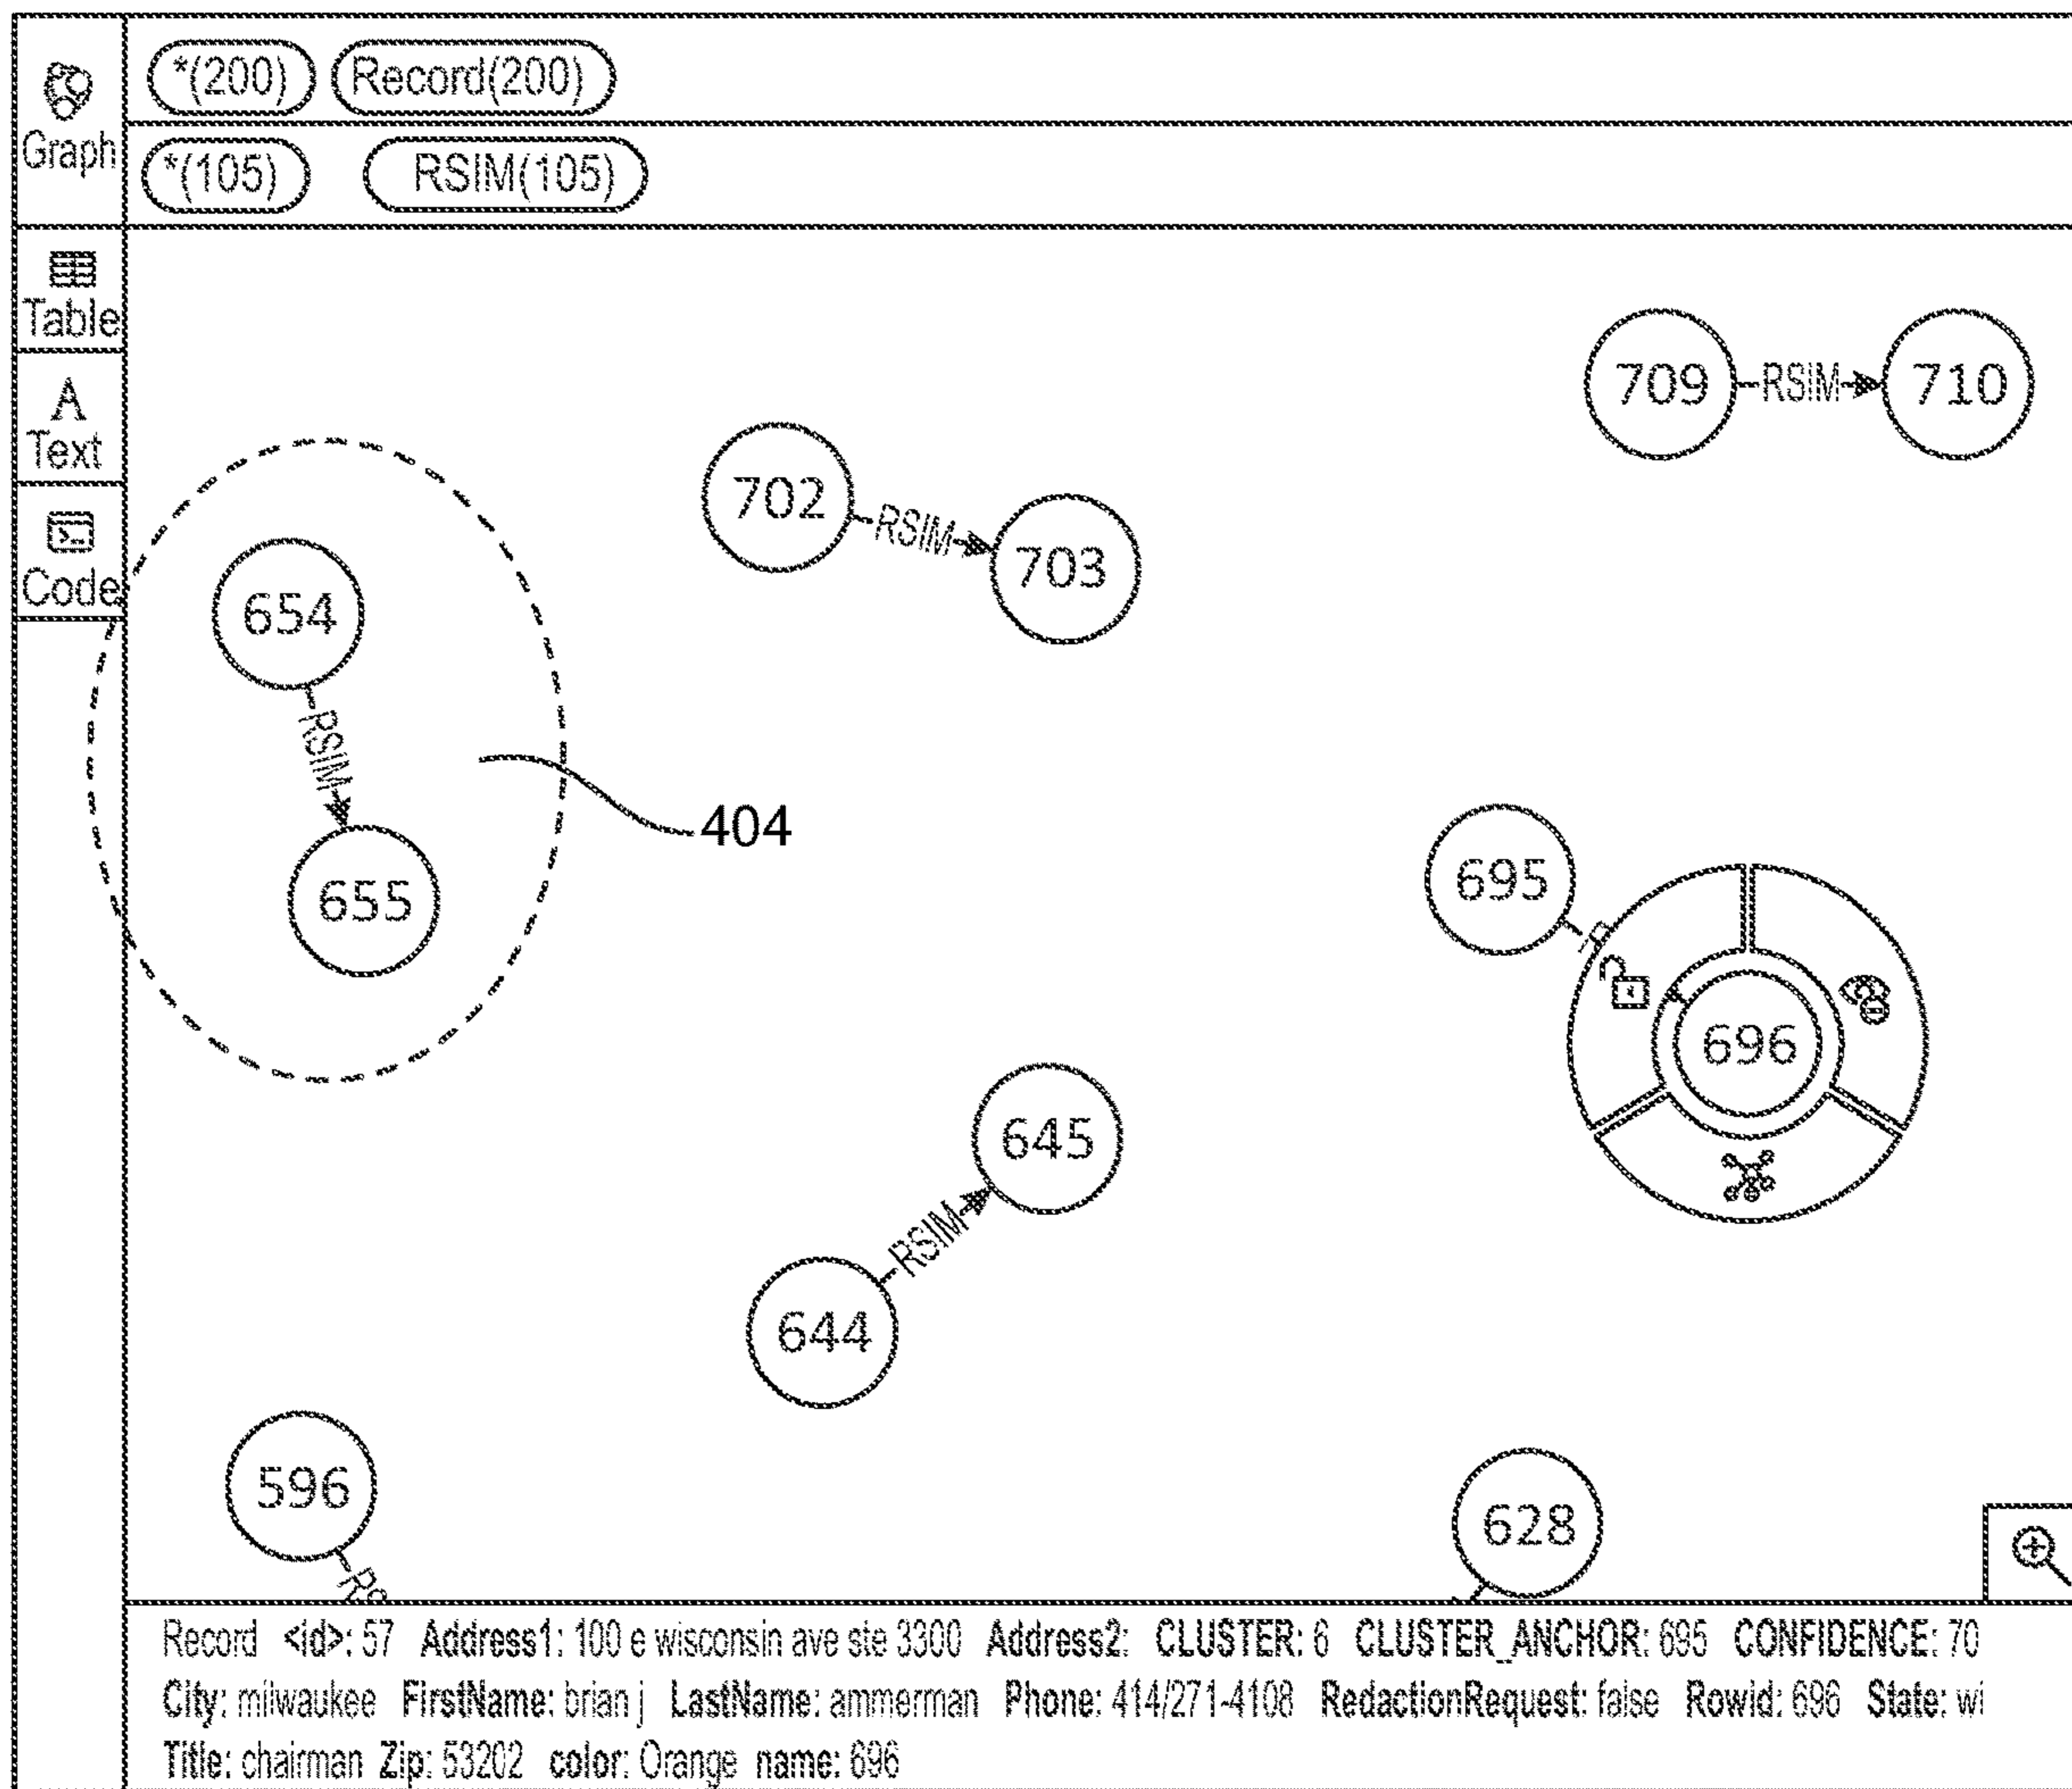 *(200) Record(200)
Graph
*(105) RSIM(105)
Table
709 RSIM 710
A
Text
702 RSIM 703
Code
654 RSIM 655
404
695 R
696
645
RSIM
644
596
628
Record <id>: 57 Address1: 100 e wisconsin ave ste 3300 Address2: CLUSTER: 6 CLUSTER_ANCHOR: 695 CONFIDENCE: 70
City: milwaukee FirstName: brian j LastName: ammerman Phone: 414/271-4108 RedactionRequest: false Rowid: 696 State: wi
Title: chairman Zip: 53202 color: Orange name: 696